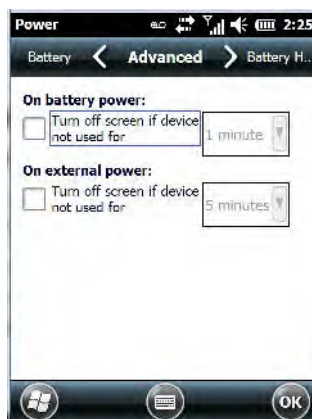 Power 2:25
Battery Advanced Battery H..
On battery power:
Turn off screen if device
not used for
1 minute
On external power:
Turn off screen if device
not used for
5 minutes
OK